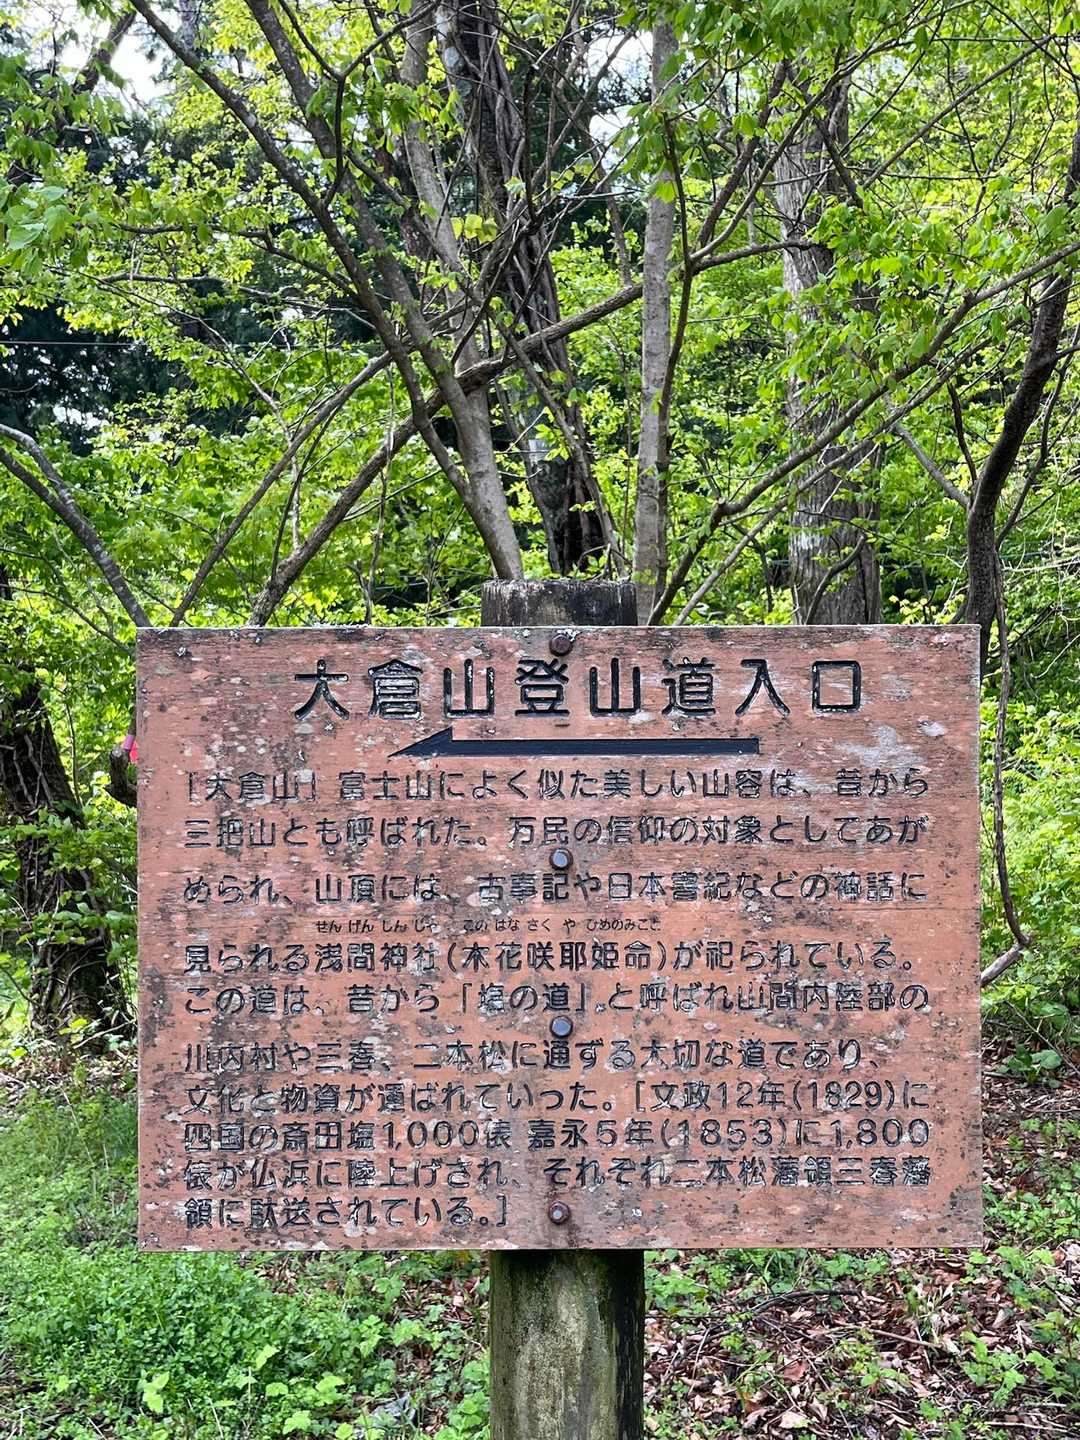 大倉山登山道入口
「大倉山」富士山によく似た美しい山容は、昔から
三把山とも呼ばれた。万民の信仰の対象としてあが
められ、山頂には、古事記や日本書紀などの神話に
せん げん しん じゃ このはなさくやひめのみこと
見られる浅間神社(木花咲耶姫命)が祀られている。
この道は、昔から「塩の道」と呼ばれ山間内陸部の
川内村や三春、二本松に通ずる大切な道であり、
文化と物資が運ばれていった。[文政12年(1829)に
四国の斎田塩1,000俵 嘉永5年(1853)に1,800
俵が仏浜に陸上げされ、それぞれ二本松藩領三春藩
領に駄送されている。]